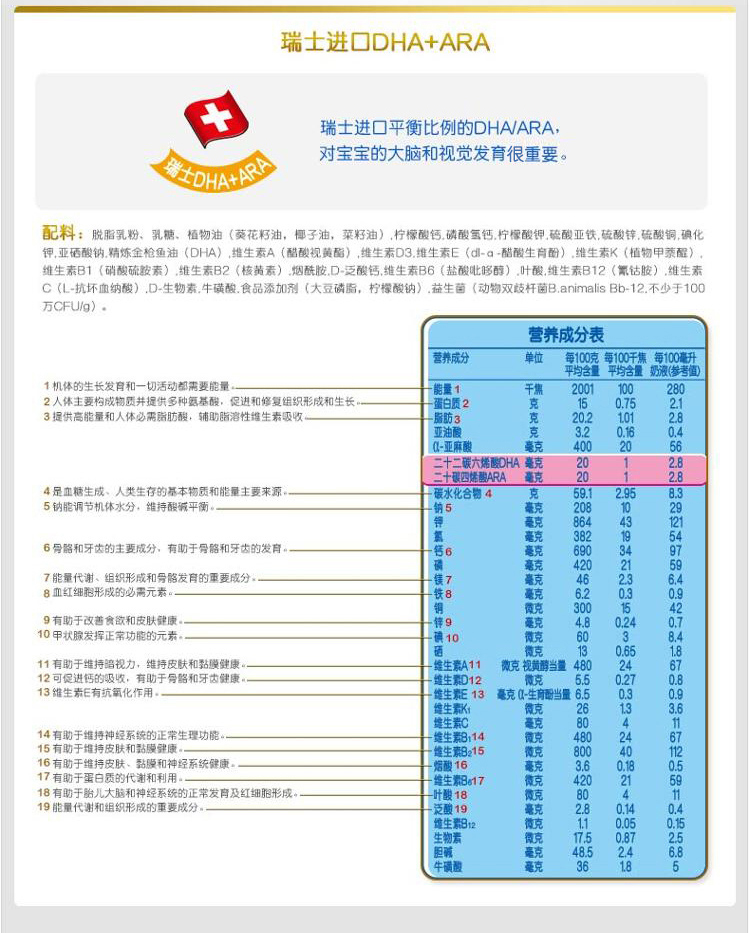 瑞士进口DHA+ARA
瑞士DHA+ARA
瑞士进口平衡比例的DHA/ARA，
对宝宝的大脑和视觉发育很重要。
配料：脱脂乳粉、乳糖、植物油（葵花籽油，椰子油，菜籽油）,柠檬酸钙,磷酸氢钙,柠檬酸钾,硫酸亚铁,硫酸锌,硫酸铜,碘化
钾,亚硒酸钠,精炼金枪鱼油（DHA）,维生素A（醋酸视黄酯）,维生素D3,维生素E（dl-α-醋酸生育酚）,维生素K（植物甲萘醌）,
维生素B1（硝酸硫胺素）,维生素B2（核黄素）,烟酰胺,D-泛酸钙,维生素B6（盐酸吡哆醇）,叶酸,维生素B12（氰钴胺）,维生素
C（L-抗坏血纳酸）,D-生物素,牛磺酸,食品添加剂（大豆磷脂，柠檬酸钠）,益生菌（动物双歧杆菌B.animalis Bb-12,不少于100
万CFU/g）。
营养成分表
营养成分 单位 每100克平均含量 每100千焦平均含量 每100毫升奶液(参考值)
1 机体的生长发育和一切活动都需要能量。 能量 1 千焦 2001 100 280
2 人体主要构成物质并提供多种氨基酸，促进和修复组织形成和生长。 蛋白质 2 克 15 0.75 2.1
3 提供高能量和人体必需脂肪酸，辅助脂溶性维生素吸收。 脂肪 3 克 20.2 1.01 2.8
亚油酸 克 3.2 0.16 0.4
α-亚麻酸 毫克 400 20 56
二十二碳六烯酸DHA 毫克 20 1 2.8
二十碳四烯酸ARA 毫克 20 1 2.8
4 是血糖生成、人类生存的基本物质和能量主要来源。 碳水化合物 4 克 59.1 2.95 8.3
5 钠能调节机体水分，维持酸碱平衡。 钠 5 毫克 208 10 29
钾 毫克 864 43 121
氯 毫克 382 19 54
6 骨骼和牙齿的主要成分，有助于骨骼和牙齿的发育。 钙 6 毫克 690 34 97
磷 毫克 420 21 59
7 能量代谢、组织形成和骨骼发育的重要成分。 镁 7 毫克 46 2.3 6.4
8 血红细胞形成的必需元素。 铁 8 毫克 6.2 0.3 0.9
铜 微克 300 15 42
9 有助于改善食欲和皮肤健康。 锌 9 毫克 4.8 0.24 0.7
10 甲状腺发挥正常功能的元素。 碘 10 微克 60 3 8.4
硒 微克 13 0.65 1.8
11 有助于维持暗视力，维持皮肤和黏膜健康。 维生素A 11 微克 视黄醇当量 480 24 67
12 可促进钙的吸收，有助于骨骼和牙齿健康。 维生素D 12 微克 5.5 0.27 0.8
13 维生素E有抗氧化作用。 维生素E 13 毫克 α-生育酚当量 6.5 0.3 0.9
维生素K₁ 微克 26 1.3 3.6
维生素C 毫克 80 4 11
14 有助于维持神经系统的正常生理功能。 维生素B₁ 14 微克 480 24 67
15 有助于维持皮肤和黏膜健康。 维生素B₂ 15 微克 800 40 112
16 有助于维持皮肤、黏膜和神经系统健康。 烟酸 16 毫克 3.6 0.18 0.5
17 有助于蛋白质的代谢和利用。 维生素B₆ 17 微克 420 21 59
18 有助于胎儿大脑和神经系统的正常发育及红细胞形成。 叶酸 18 微克 80 4 11
19 能量代谢和组织形成的重要成分。 泛酸 19 毫克 2.8 0.14 0.4
维生素B₁₂ 微克 1.1 0.05 0.15
生物素 微克 17.5 0.87 2.5
胆碱 毫克 48.5 2.4 6.8
牛磺酸 毫克 36 1.8 5